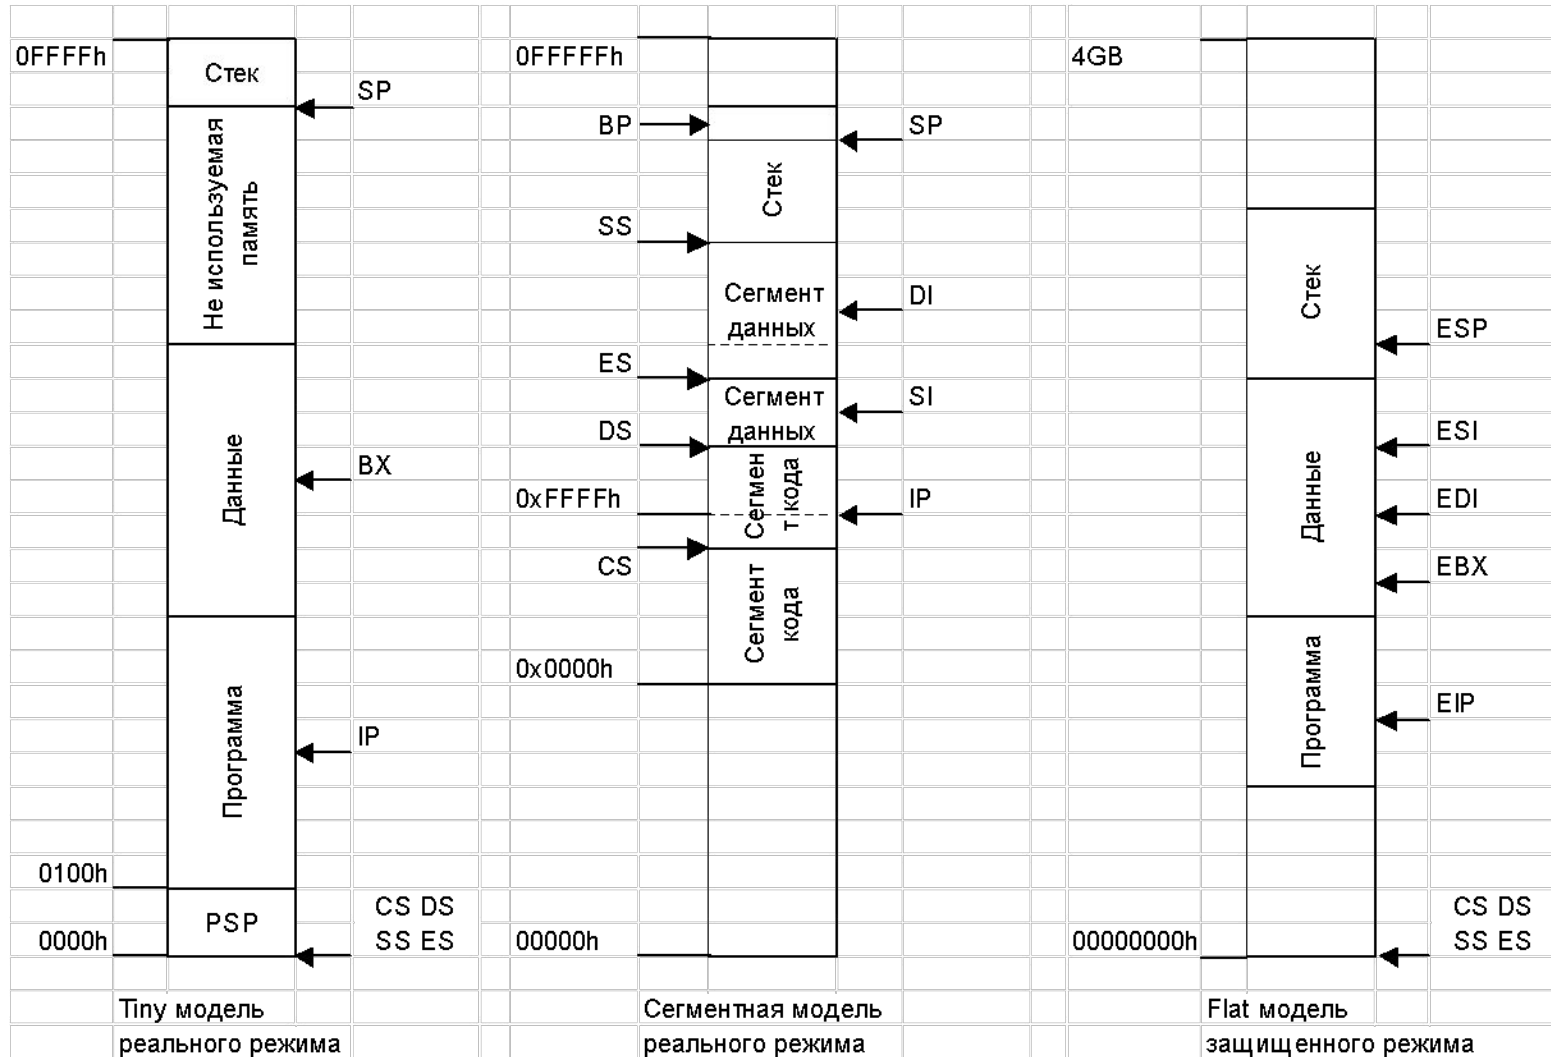 0FFFFh
Стек
SP
Не используемая
память
Данные
BX
Программа
IP
0100h
PSP
CS DS
SS ES
0000h
Tiny модель
реального режима
0FFFFFh
BP
SP
Стек
SS
Сегмент
данных
DI
ES
Сегмент
данных
SI
DS
Сегмен
т кода
0xFFFFh
IP
CS
Сегмент
кода
0x0000h
00000h
Сегментная модель
реального режима
4GB
Стек
ESP
Данные
ESI
EDI
EBX
Программа
EIP
CS DS
SS ES
00000000h
Flat модель
защищенного режима